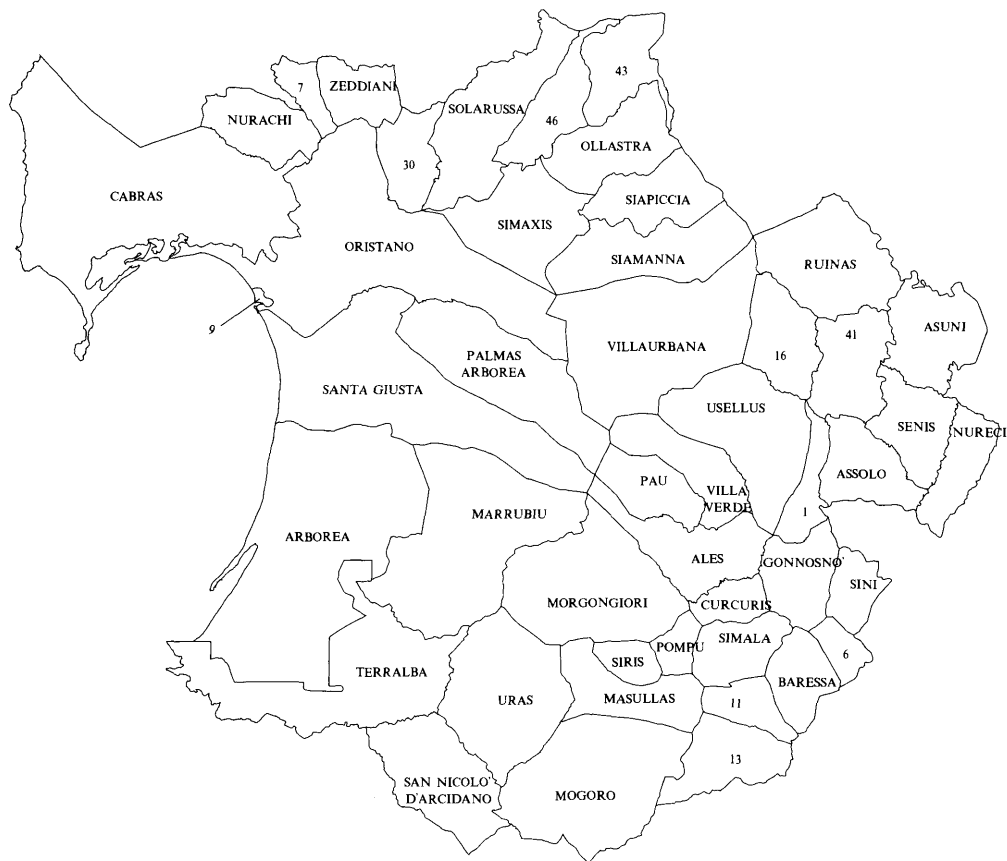 43
7
ZEDDIANI
SOLARUSSA
NURACHI
46
OLLASTRA
30
CABRAS
SIAPICCIA
SIMAXIS
ORISTANO
SIAMANNA
RUINAS
9
ASUNI
41
VILLAURBANA
16
PALMAS
ARBOREA
SANTA GIUSTA
USELLUS
SENIS
NURECI
ASSOLO
PAU
VILLA
VERDE
MARRUBIU
1
ARBOREA
ALES
GONNOSNO'
SINI
MORGONGIORI
CURCURIS
SIMALA
POMPU
6
SIRIS
TERRALBA
BARESSA
URAS
MASULLAS
11
13
SAN NICOLO'
D'ARCIDANO
MOGORO